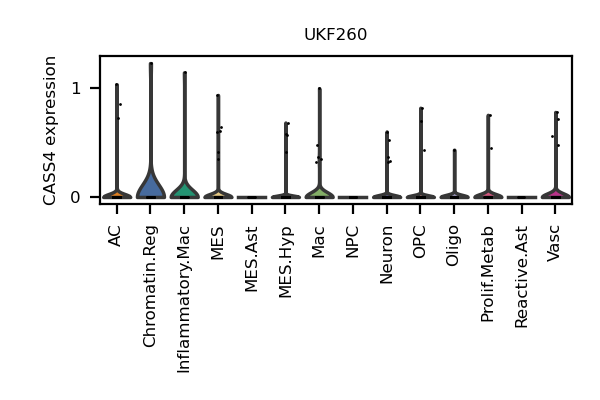 UKF260
CASS4 expression
1
0
AC
Chromatin.Reg
Inflammatory.Mac
MES
MES.Ast
MES.Hyp
Mac
NPC
Neuron
OPC
Oligo
Prolif.Metab
Reactive.Ast
Vasc